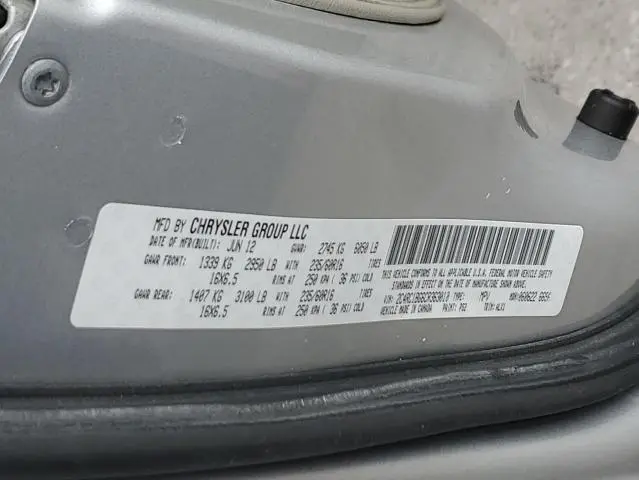 MFD BY CHRYSLER GROUP LLC
DATE OF MFR(BUILT): JUN 12 GVWR: 2745 KG 6050 LB
GAWR FRONT: 1339 KG 2950 LB WITH 235/60R16
16X6.5 RIMS AT 250 KPA ( 36 PSI) COLD
GAWR REAR: 1407 KG 3100 LB WITH 235/60R16
16X6.5 RIMS AT 250 KPA ( 36 PSI) COLD
THIS VEHICLE CONFORMS TO ALL APPLICABLE U.S.A. FEDERAL MOTOR VEHICLE SAFETY
STANDARDS IN EFFECT ON THE DATE OF MANUFACTURE SHOWN ABOVE.
VIN: TYPE: MPV MDH:
VEHICLE MADE IN CANADA PAINT: TRIM: